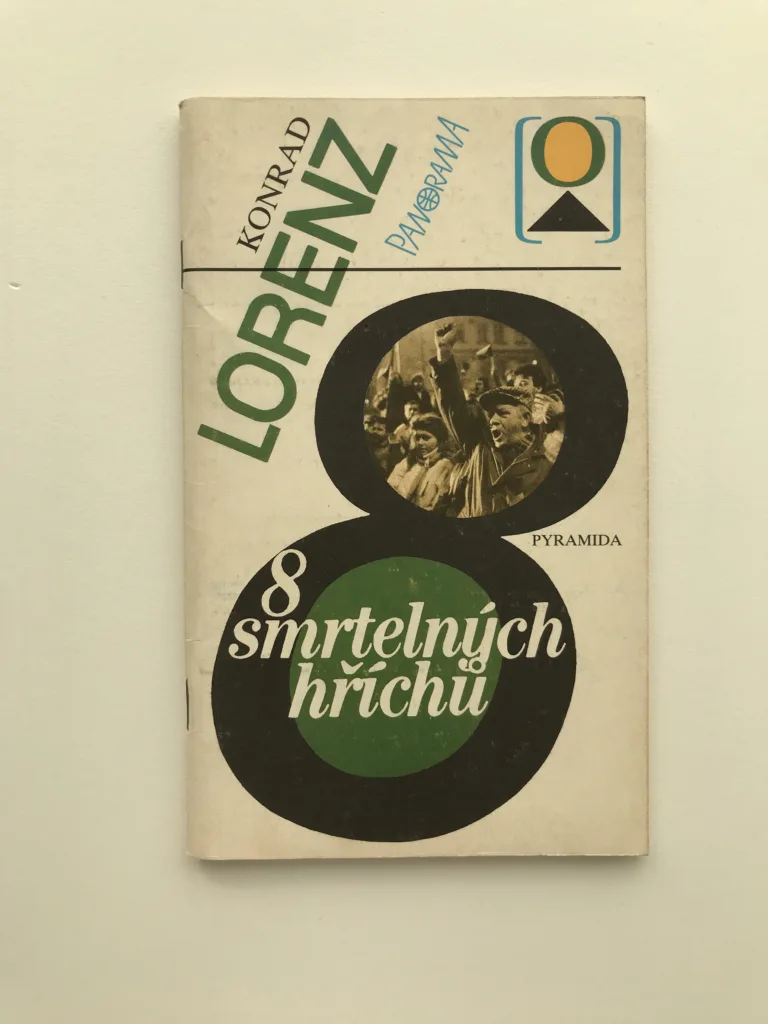 KONRAD
LORENZ
PANORAMA
PYRAMIDA
8
smrtelných
hříchů